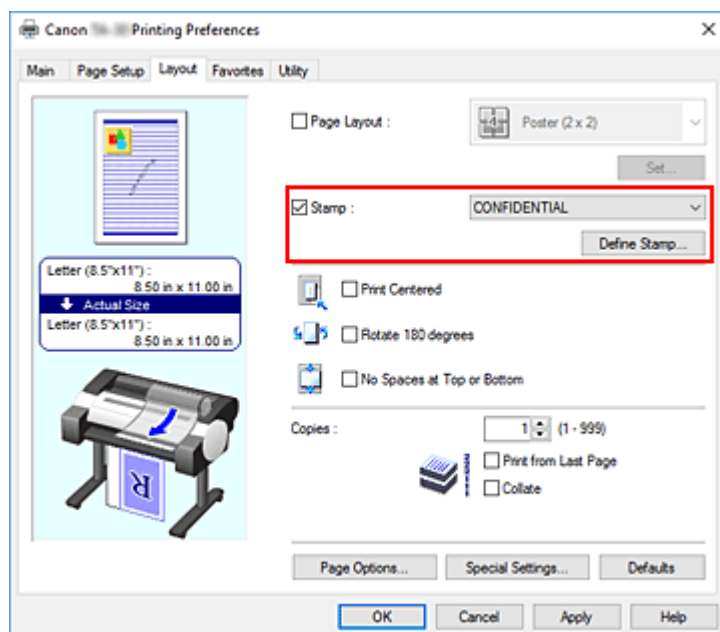 Canon Printing Preferences
Main Page Setup Layout Favorites Utility
Page Layout : Poster (2 x 2)
Set...
Stamp : CONFIDENTIAL
Define Stamp...
Letter (8.5"x11") :
8.50 in x 11.00 in
Actual Size
Letter (8.5"x11") :
8.50 in x 11.00 in
Print Centered
Rotate 180 degrees
No Spaces at Top or Bottom
Copies : 1 (1 - 999)
Print from Last Page
Collate
R
Page Options... Special Settings... Defaults
OK Cancel Apply Help